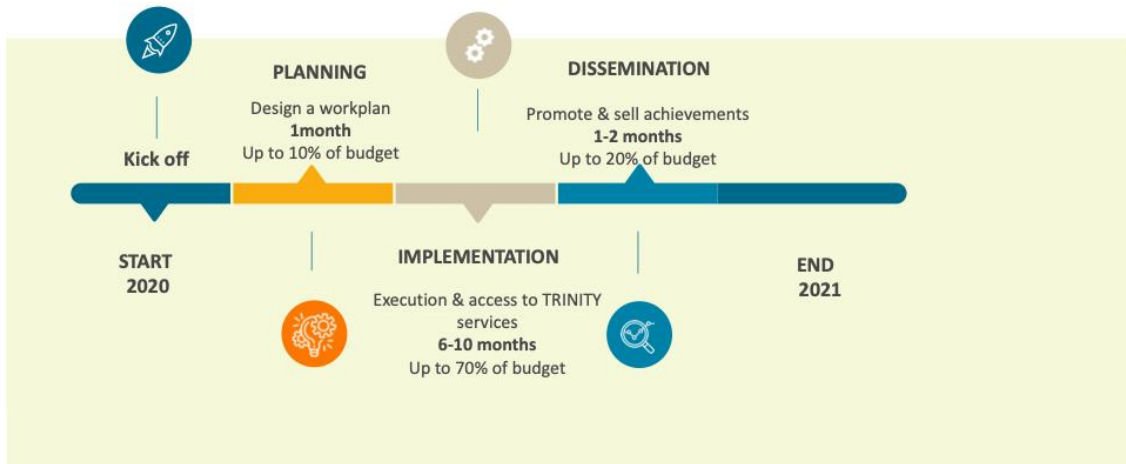 Kick off
START
2020
PLANNING
Design a workplan
1month
Up to 10% of budget
IMPLEMENTATION
Execution & access to TRINITY
services
6-10 months
Up to 70% of budget
DISSEMINATION
Promote & sell achievements
1-2 months
Up to 20% of budget
END
2021